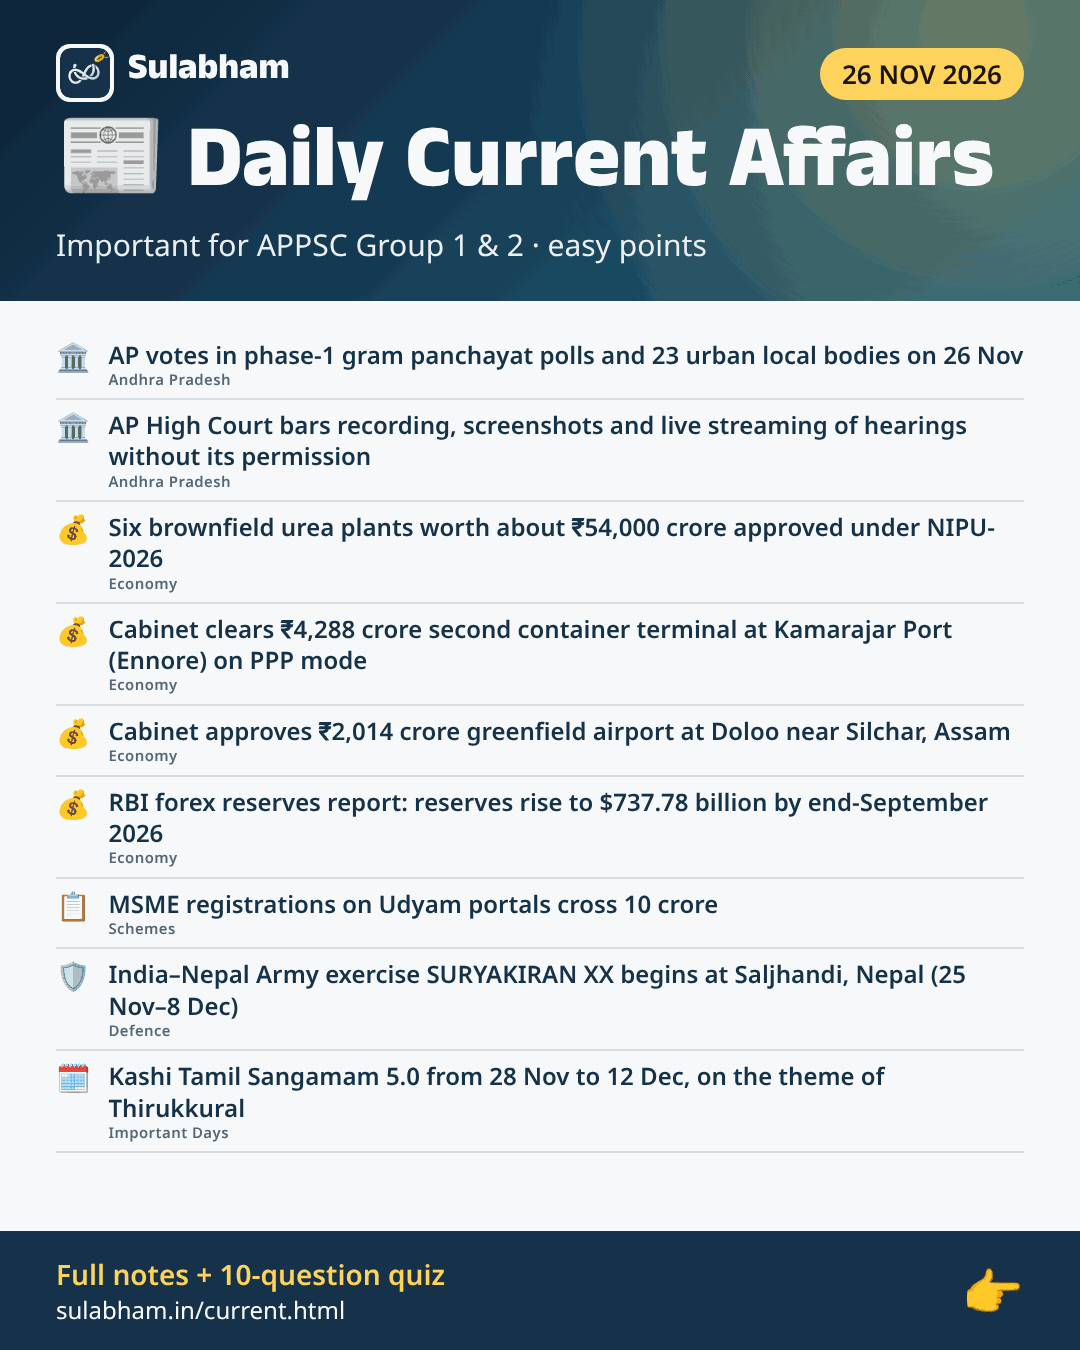 Sulabham
26 NOV 2026
Daily Current Affairs
Important for APPSC Group 1 & 2 · easy points
AP votes in phase-1 gram panchayat polls and 23 urban local bodies on 26 Nov
Andhra Pradesh
AP High Court bars recording, screenshots and live streaming of hearings
without its permission
Andhra Pradesh
Six brownfield urea plants worth about ₹54,000 crore approved under NIPU-
2026
Economy
Cabinet clears ₹4,288 crore second container terminal at Kamarajar Port
(Ennore) on PPP mode
Economy
Cabinet approves ₹2,014 crore greenfield airport at Doloo near Silchar, Assam
Economy
RBI forex reserves report: reserves rise to $737.78 billion by end-September
2026
Economy
MSME registrations on Udyam portals cross 10 crore
Schemes
India–Nepal Army exercise SURYAKIRAN XX begins at Saljhandi, Nepal (25
Nov–8 Dec)
Defence
Kashi Tamil Sangamam 5.0 from 28 Nov to 12 Dec, on the theme of
Thirukkural
Important Days
Full notes + 10-question quiz
sulabham.in/current.html